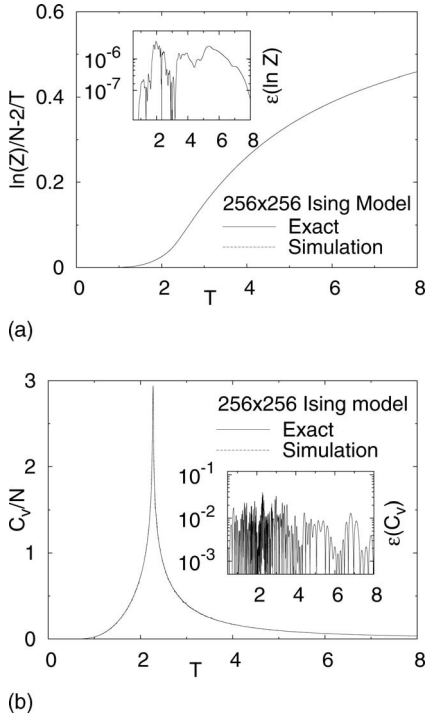 0.6
0.4
0.2
0
ln(Z)/N-2/T
10-6
10-7
ε(ln Z)
2 4 6 8
256x256 Ising Model
Exact
Simulation
0 2 4 6 8
T
(a)
3
2
1
0
Cv/N
256x256 Ising model
Exact
Simulation
10-1
10-2
10-3
ε(Cv)
2 4 6 8
0 2 4 6 8
T
(b)